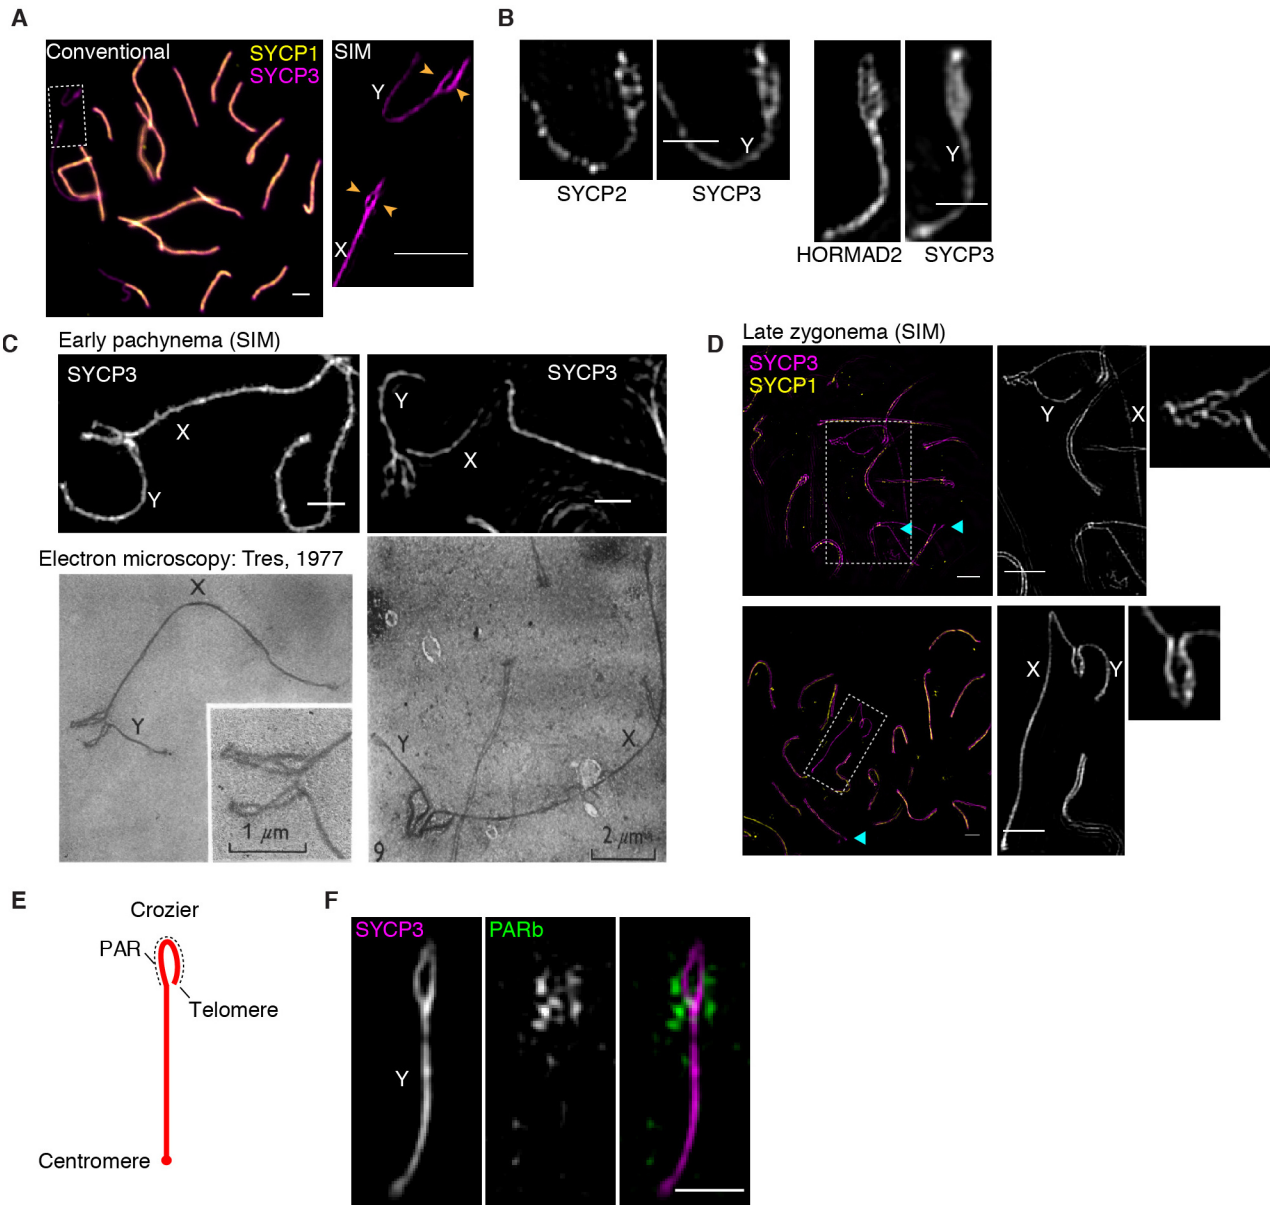 A
Conventional
SYCP1
SYCP3
SIM
Y
X
B
Y
SYCP2
SYCP3
Y
HORMAD2
SYCP3
C
Early pachynema (SIM)
SYCP3
X
Y
SYCP3
Y
X
Electron microscopy: Tres, 1977
X
Y
1 μm
Y
X
9
2 μm
D
Late zygonema (SIM)
SYCP3
SYCP1
Y
X
X
Y
E
Crozier
PAR
Telomere
Centromere
F
SYCP3
PARb
Y